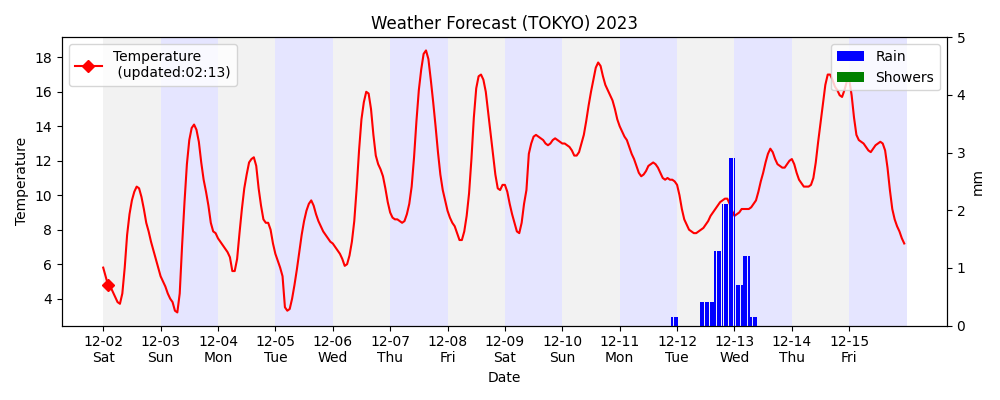 Weather Forecast (TOKYO) 2023
Temperature
(updated:02:13)
Rain
Showers
Temperature
18
16
14
12
10
8
6
4
5
4
3
2
1
0
mm
12-02 12-03 12-04 12-05 12-06 12-07 12-08 12-09 12-10 12-11 12-12 12-13 12-14 12-15
Sat Sun Mon Tue Wed Thu Fri Sat Sun Mon Tue Wed Thu Fri
Date